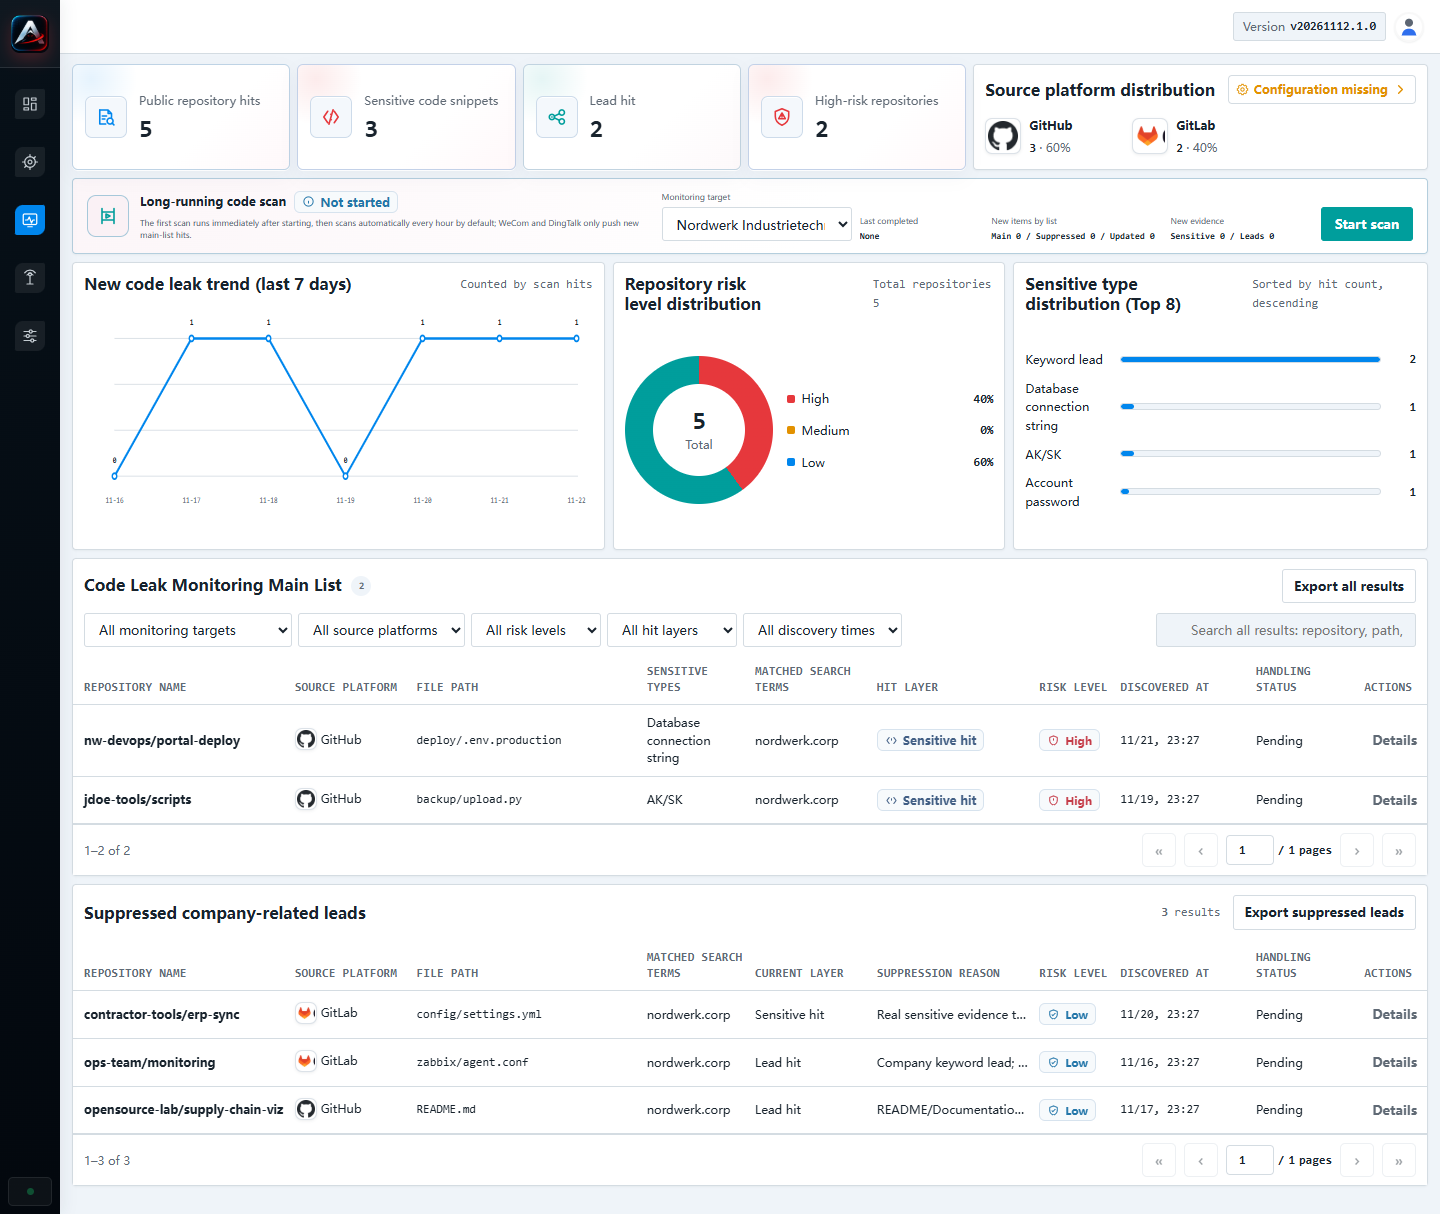 Version v20261112.1.0
Public repository hits
5
Sensitive code snippets
3
Lead hit
2
High-risk repositories
2
Source platform distribution
Configuration missing
GitHub
3 · 60%
GitLab
2 · 40%
Long-running code scan
Not started
The first scan runs immediately after starting, then scans automatically every hour by default; WeCom and DingTalk only push new
main-list hits.
Monitoring target
Nordwerk Industrietech
Last completed
None
New items by list
Main 0 / Suppressed 0 / Updated 0
New evidence
Sensitive 0 / Leads 0
Start scan
New code leak trend (last 7 days)
Counted by scan hits
1
1
1
1
1
0
0
11-16
11-17
11-18
11-19
11-20
11-21
11-22
Repository risk
level distribution
Total repositories
5
5
Total
High 40%
Medium 0%
Low 60%
Sensitive type
distribution (Top 8)
Sorted by hit count,
descending
Keyword lead 2
Database
connection
string
1
AK/SK 1
Account
password
1
Code Leak Monitoring Main List 2
Export all results
All monitoring targets
All source platforms
All risk levels
All hit layers
All discovery times
Search all results: repository, path,
REPOSITORY NAME
SOURCE PLATFORM
FILE PATH
SENSITIVE
TYPES
MATCHED SEARCH
TERMS
HIT LAYER
RISK LEVEL
DISCOVERED AT
HANDLING
STATUS
ACTIONS
nw-devops/portal-deploy
GitHub
deploy/.env.production
Database
connection
string
nordwerk.corp
Sensitive hit
High
11/21, 23:27
Pending
Details
jdoe-tools/scripts
GitHub
backup/upload.py
AK/SK
nordwerk.corp
Sensitive hit
High
11/19, 23:27
Pending
Details
1–2 of 2
« ‹ 1 / 1 pages › »
Suppressed company-related leads
3 results
Export suppressed leads
REPOSITORY NAME
SOURCE PLATFORM
FILE PATH
MATCHED SEARCH
TERMS
CURRENT LAYER
SUPPRESSION REASON
RISK LEVEL
DISCOVERED AT
HANDLING
STATUS
ACTIONS
contractor-tools/erp-sync
GitLab
config/settings.yml
nordwerk.corp
Sensitive hit
Real sensitive evidence t...
Low
11/20, 23:27
Pending
Details
ops-team/monitoring
GitLab
zabbix/agent.conf
nordwerk.corp
Lead hit
Company keyword lead; ...
Low
11/16, 23:27
Pending
Details
opensource-lab/supply-chain-viz
GitHub
README.md
nordwerk.corp
Lead hit
README/Documentatio...
Low
11/17, 23:27
Pending
Details
1–3 of 3
« ‹ 1 / 1 pages › »